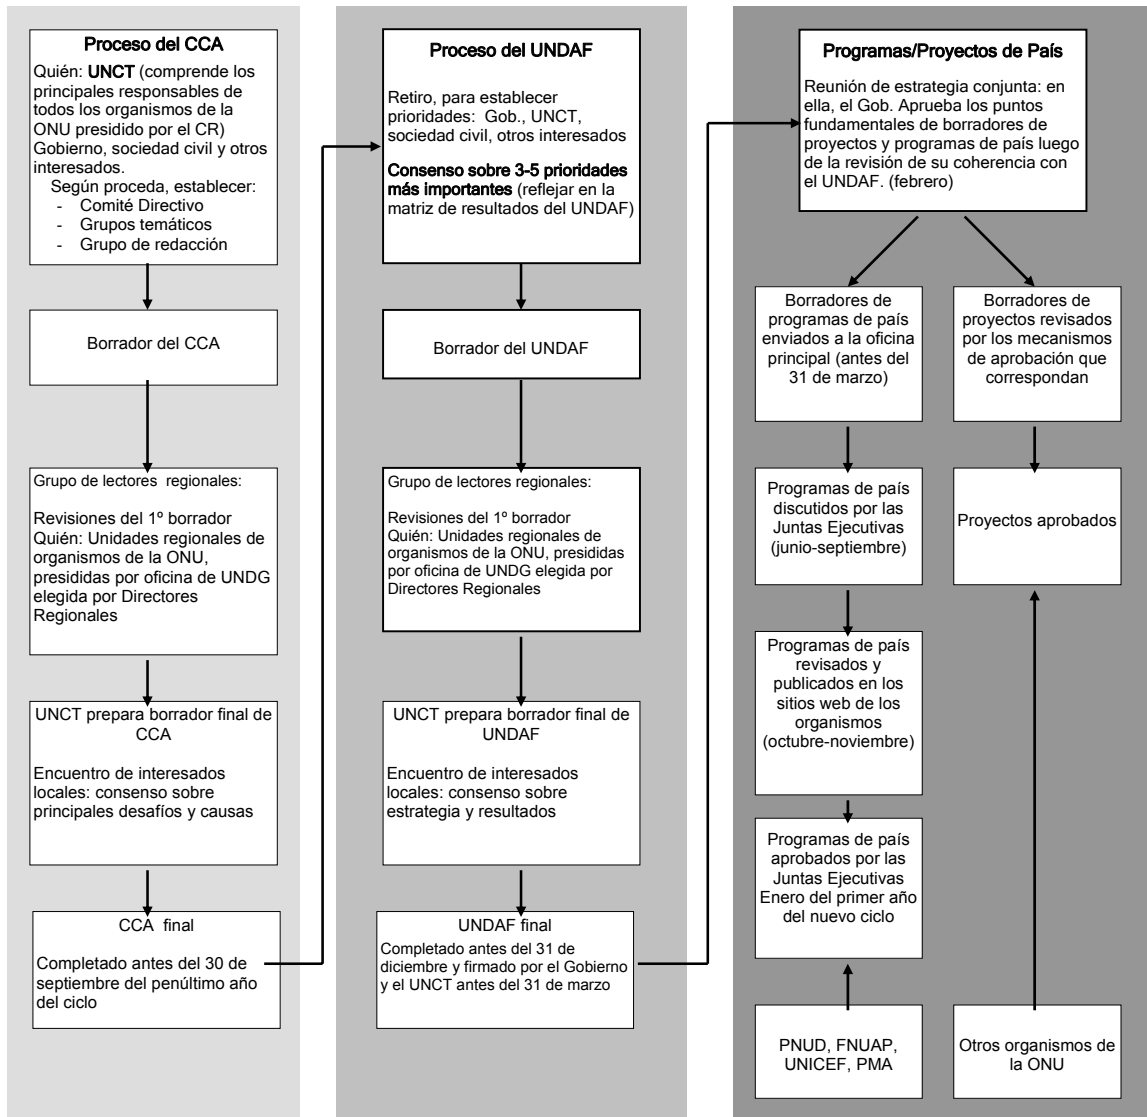 Proceso del CCA
Quién: UNCT (comprende los
principales responsables de
todos los organismos de la
ONU presidido por el CR)
Gobierno, sociedad civil y otros
interesados.
Según proceda, establecer:
- Comité Directivo
- Grupos temáticos
- Grupo de redacción
Borrador del CCA
Grupo de lectores regionales:
Revisiones del 1º borrador
Quién: Unidades regionales de
organismos de la ONU,
presididas por oficina de UNDG
elegida por Directores
Regionales
UNCT prepara borrador final de
CCA
Encuentro de interesados
locales: consenso sobre
principales desafíos y causas
CCA final
Completado antes del 30 de
septiembre del penúltimo año
del ciclo
Proceso del UNDAF
Retiro, para establecer
prioridades: Gob., UNCT,
sociedad civil, otros interesados
Consenso sobre 3-5 prioridades
más importantes (reflejar en la
matriz de resultados del UNDAF)
Borrador del UNDAF
Grupo de lectores regionales:
Revisiones del 1º borrador
Quién: Unidades regionales de
organismos de la ONU, presididas
por oficina de UNDG elegida por
Directores Regionales
UNCT prepara borrador final de
UNDAF
Encuentro de interesados
locales: consenso sobre
estrategia y resultados
UNDAF final
Completado antes del 31 de
diciembre y firmado por el Gobierno
y el UNCT antes del 31 de marzo
Programas/Proyectos de País
Reunión de estrategia conjunta: en
ella, el Gob. Aprueba los puntos
fundamentales de borradores de
proyectos y programas de país luego
de la revisión de su coherencia con
el UNDAF. (febrero)
Borradores de
programas de país
enviados a la oficina
principal (antes del
31 de marzo)
Programas de país
discutidos por las
Juntas Ejecutivas
(junio-septiembre)
Programas de país
revisados y
publicados en los
sitios web de los
organismos
(octubre-noviembre)
Programas de país
aprobados por las
Juntas Ejecutivas
Enero del primer año
del nuevo ciclo
PNUD, FNUAP,
UNICEF, PMA
Borradores de
proyectos revisados
por los mecanismos
de aprobación que
correspondan
Proyectos aprobados
Otros organismos de
la ONU